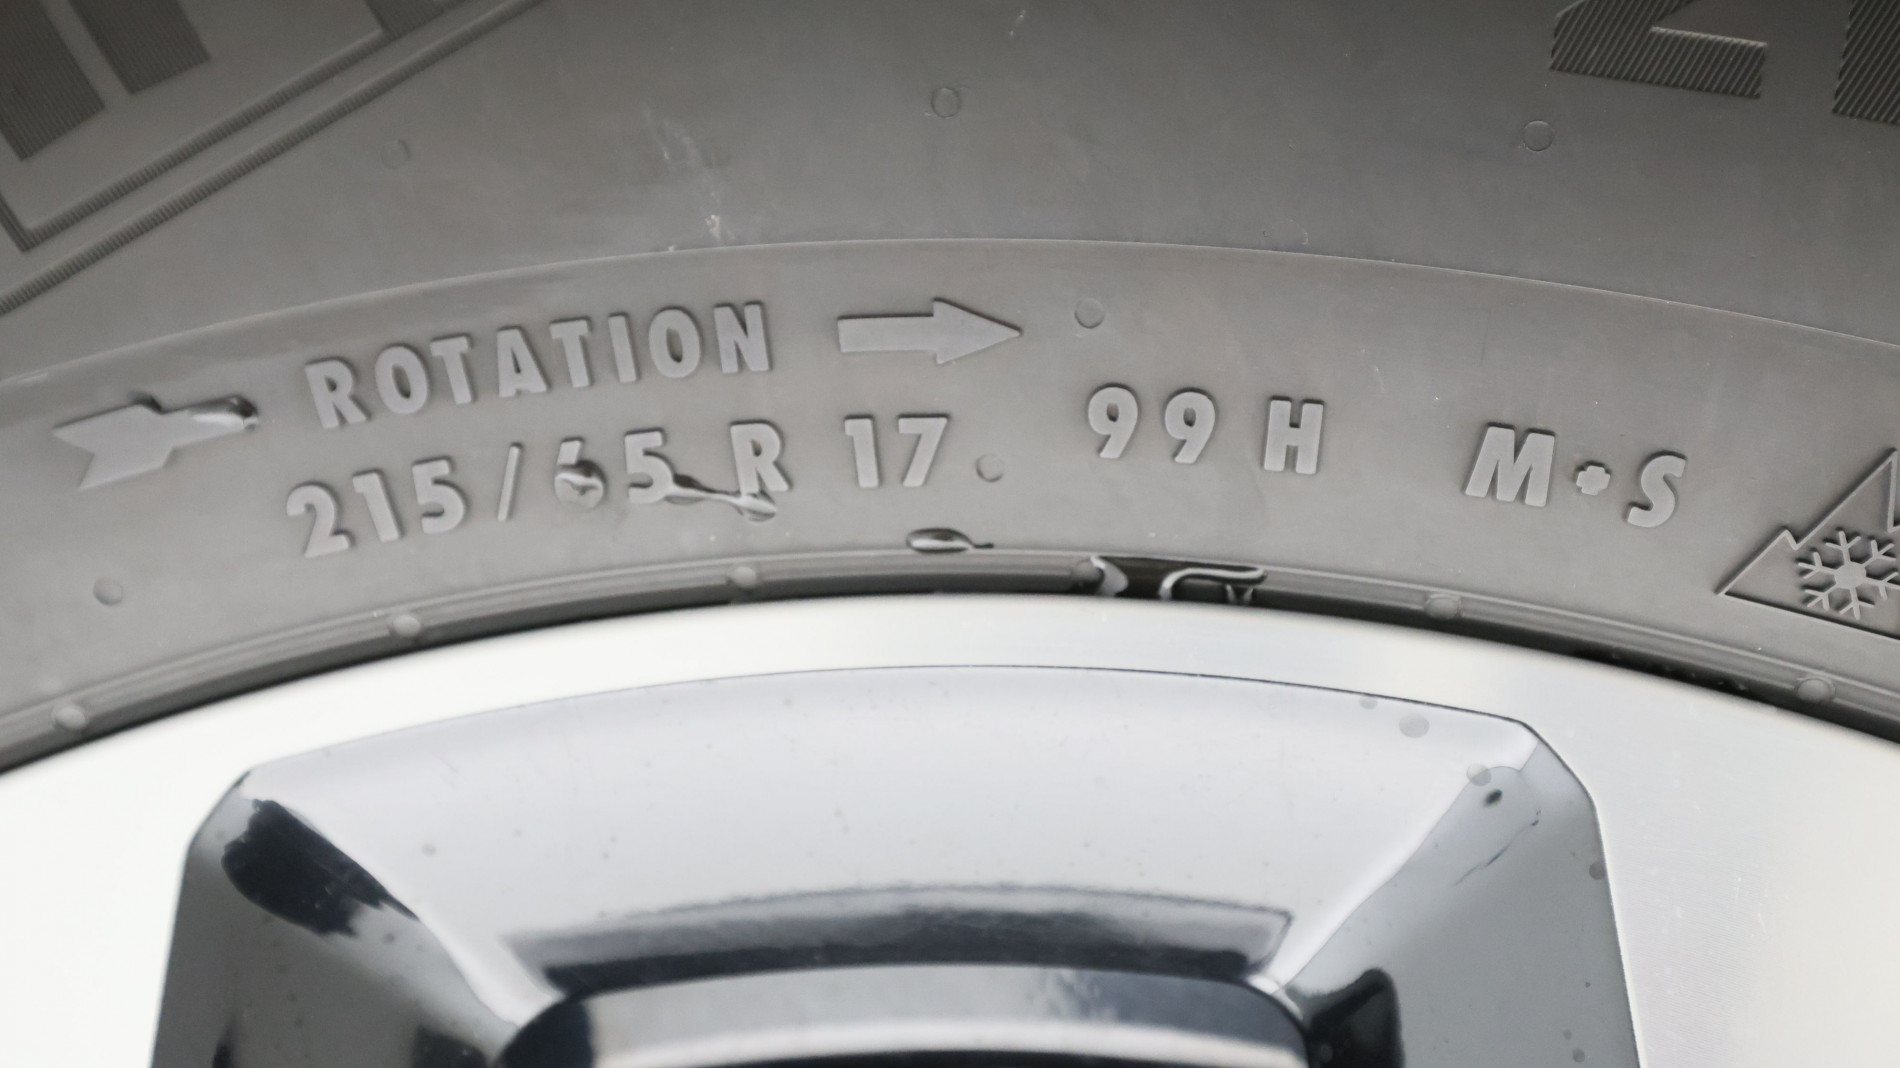 ROTATION
215/65 R 17 99 H M+S